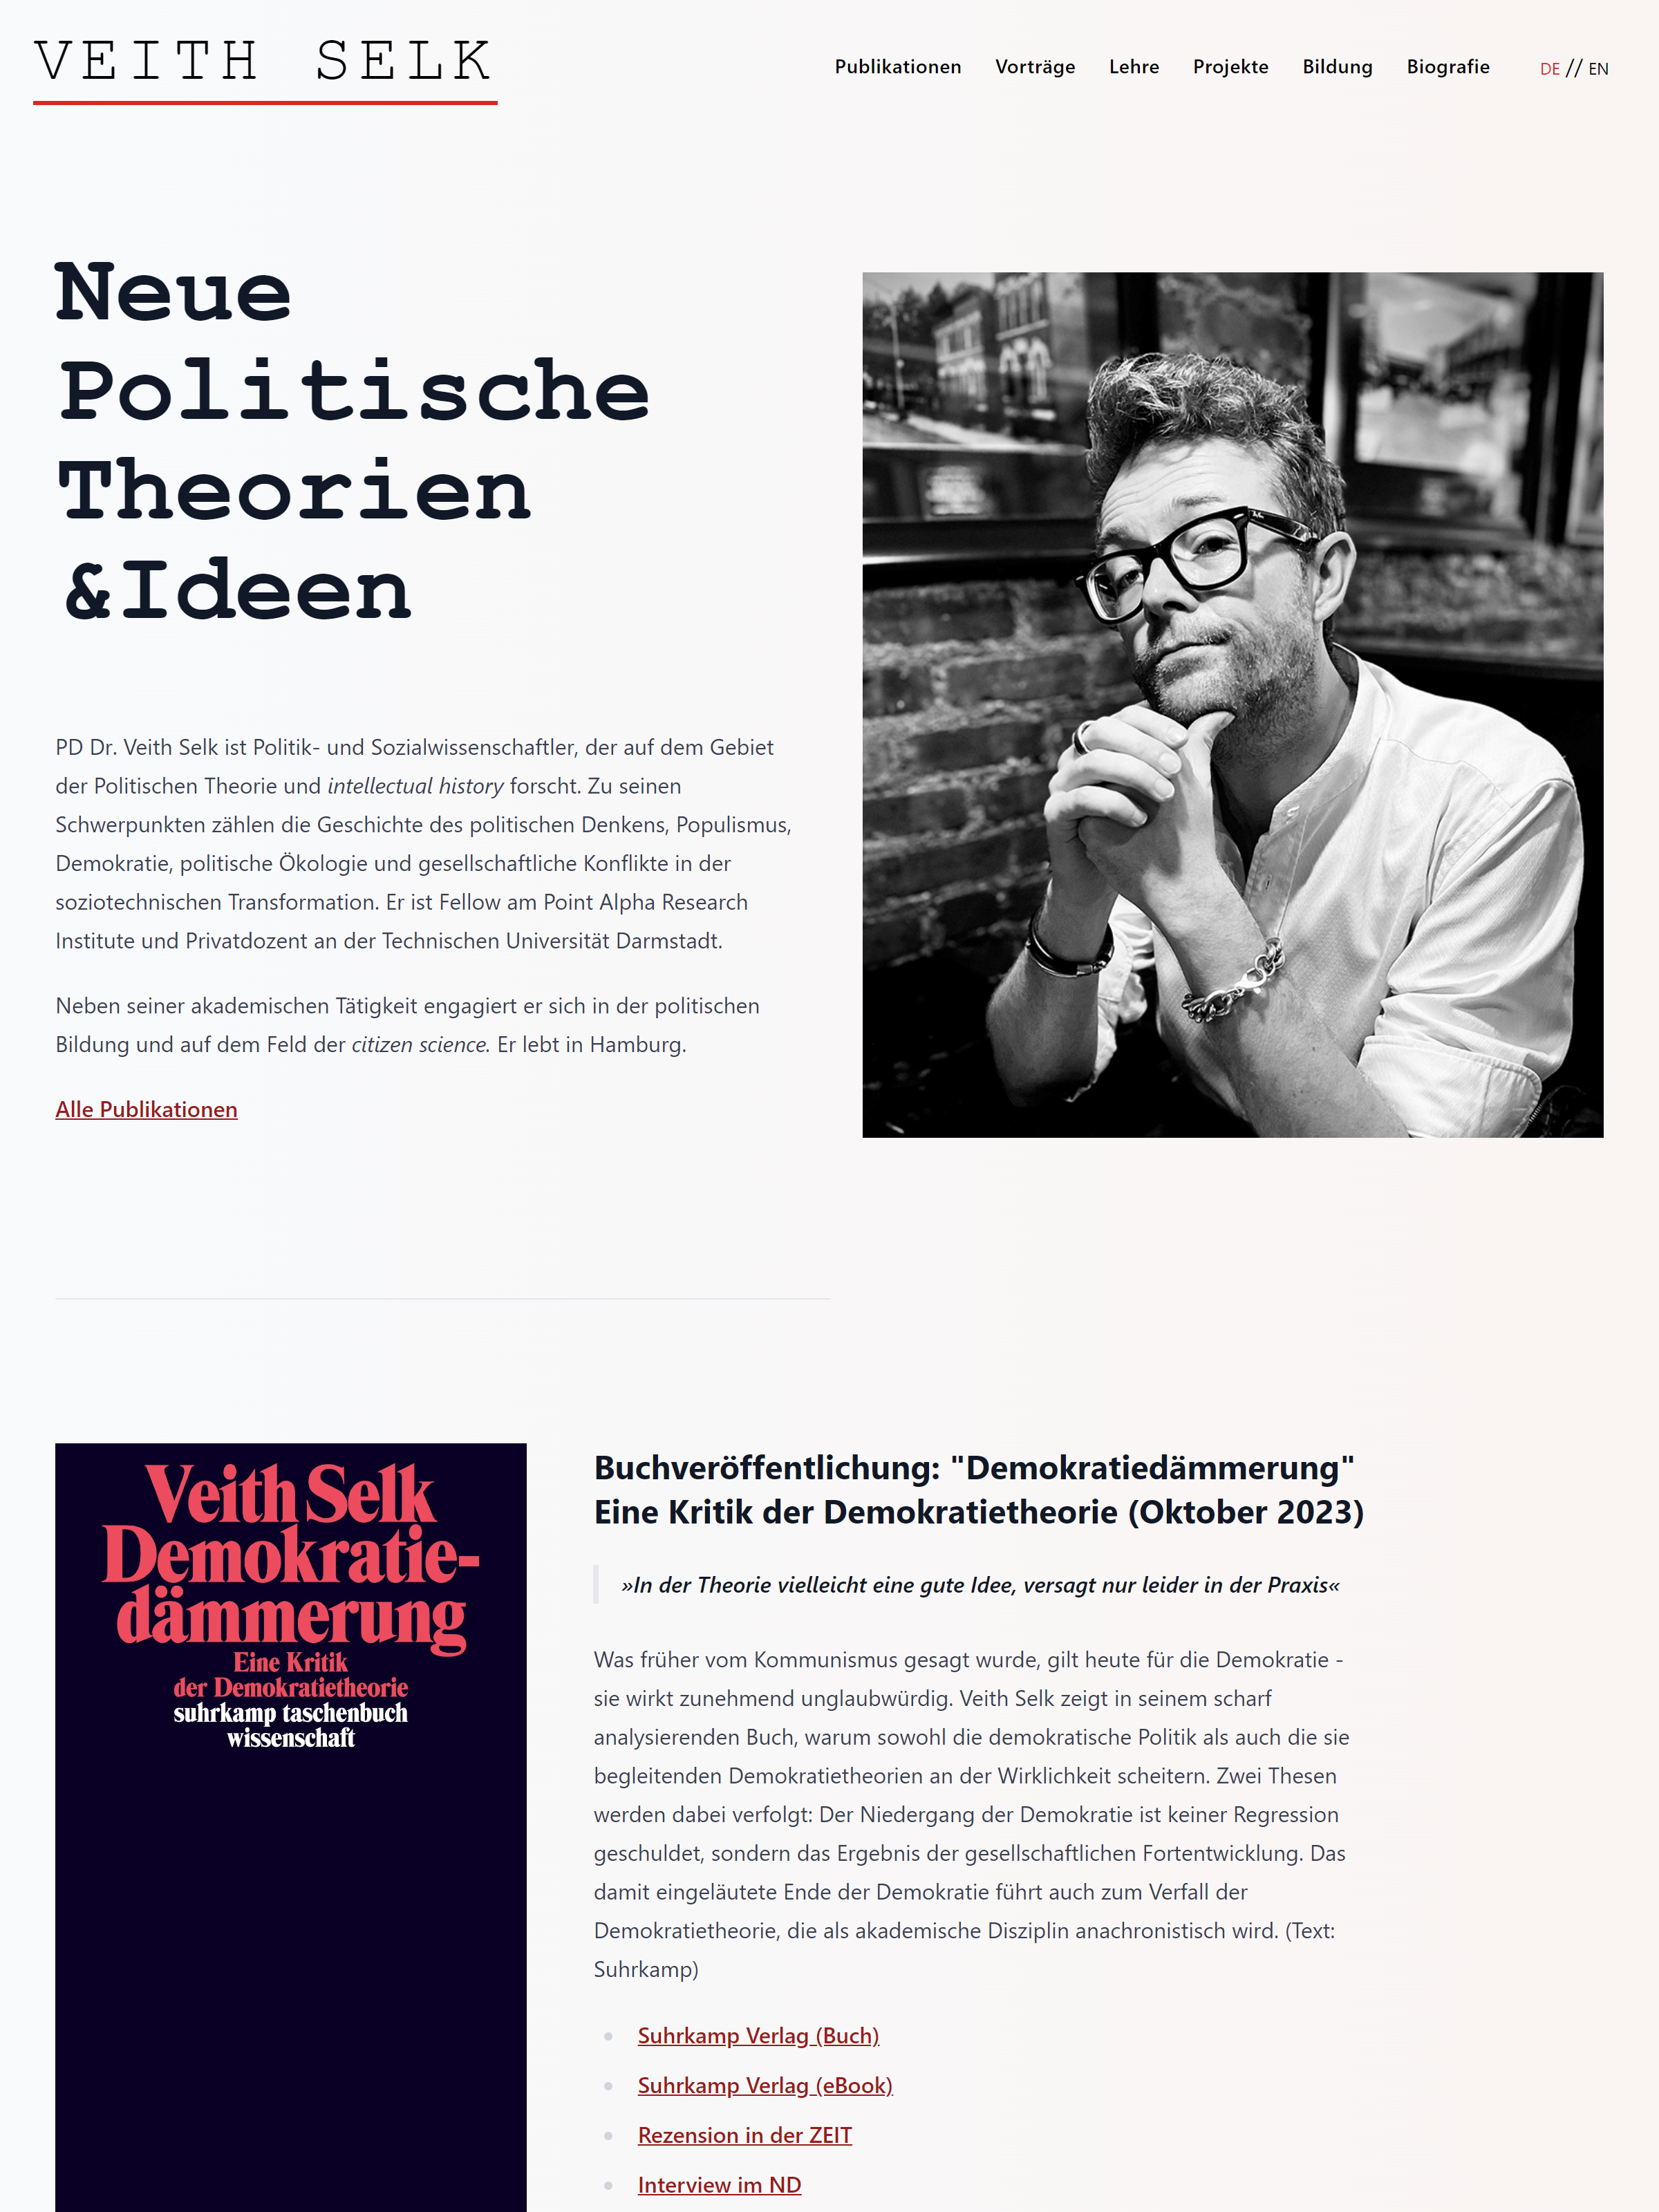 VEITH SELK
Publikationen Vorträge Lehre Projekte Bildung Biografie DE // EN
Neue
Politische
Theorien
&Ideen
PD Dr. Veith Selk ist Politik- und Sozialwissenschaftler, der auf dem Gebiet
der Politischen Theorie und intellectual history forscht. Zu seinen
Schwerpunkten zählen die Geschichte des politischen Denkens, Populismus,
Demokratie, politische Ökologie und gesellschaftliche Konflikte in der
soziotechnischen Transformation. Er ist Fellow am Point Alpha Research
Institute und Privatdozent an der Technischen Universität Darmstadt.
Neben seiner akademischen Tätigkeit engagiert er sich in der politischen
Bildung und auf dem Feld der citizen science. Er lebt in Hamburg.
Alle Publikationen
Veith Selk
Demokratie-
dämmerung
Eine Kritik
der Demokratietheorie
suhrkamp taschenbuch
wissenschaft
Buchveröffentlichung: "Demokratiedämmerung"
Eine Kritik der Demokratietheorie (Oktober 2023)
»In der Theorie vielleicht eine gute Idee, versagt nur leider in der Praxis«
Was früher vom Kommunismus gesagt wurde, gilt heute für die Demokratie -
sie wirkt zunehmend unglaubwürdig. Veith Selk zeigt in seinem scharf
analysierenden Buch, warum sowohl die demokratische Politik als auch die sie
begleitenden Demokratietheorien an der Wirklichkeit scheitern. Zwei Thesen
werden dabei verfolgt: Der Niedergang der Demokratie ist keiner Regression
geschuldet, sondern das Ergebnis der gesellschaftlichen Fortentwicklung. Das
damit eingeläutete Ende der Demokratie führt auch zum Verfall der
Demokratietheorie, die als akademische Disziplin anachronistisch wird. (Text:
Suhrkamp)
Suhrkamp Verlag (Buch)
Suhrkamp Verlag (eBook)
Rezension in der ZEIT
Interview im ND